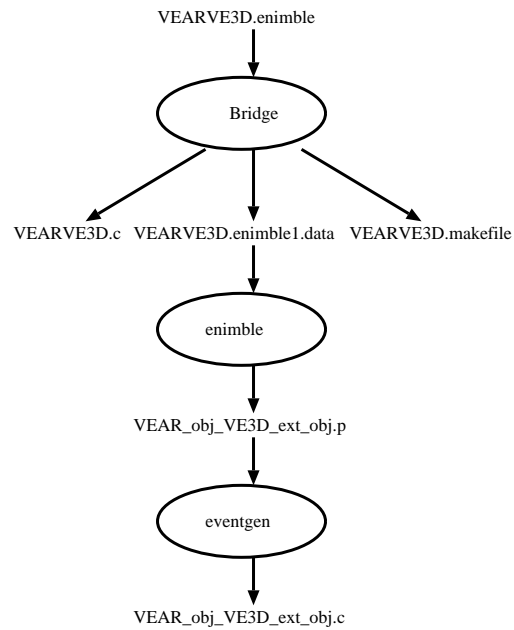 VEARVE3D.enimble
Bridge
VEARVE3D.c VEARVE3D.enimble1.data VEARVE3D.makefile
enimble
VEAR_obj_VE3D_ext_obj.p
eventgen
VEAR_obj_VE3D_ext_obj.c